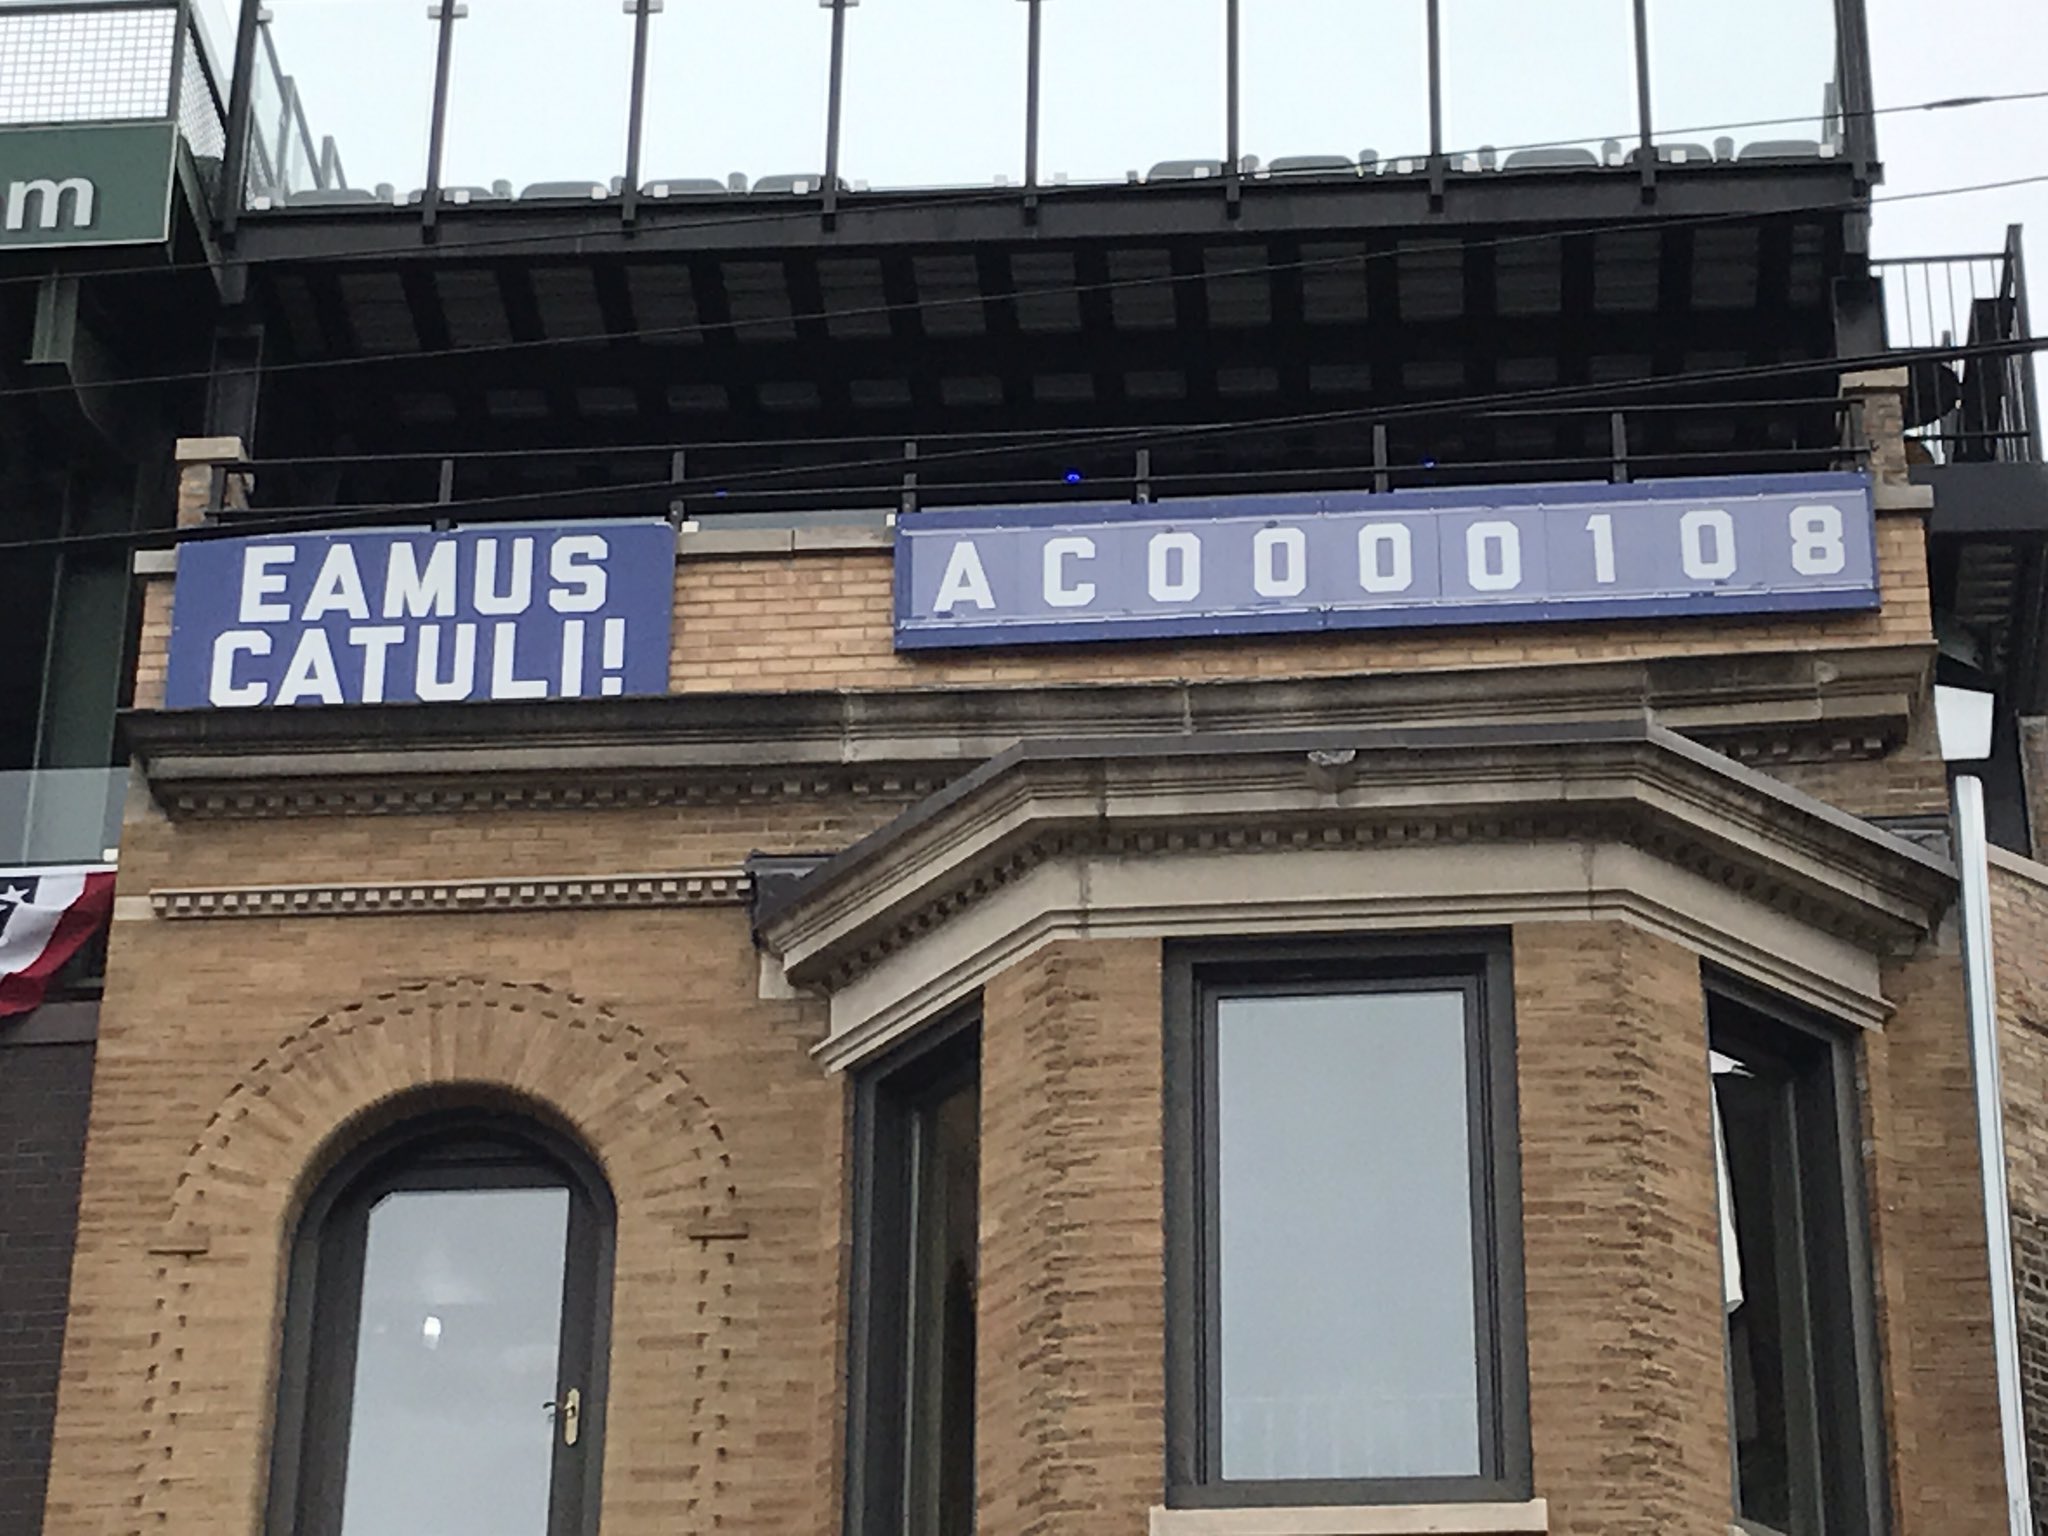 m
EAMUS
CATULI!
AC0000108